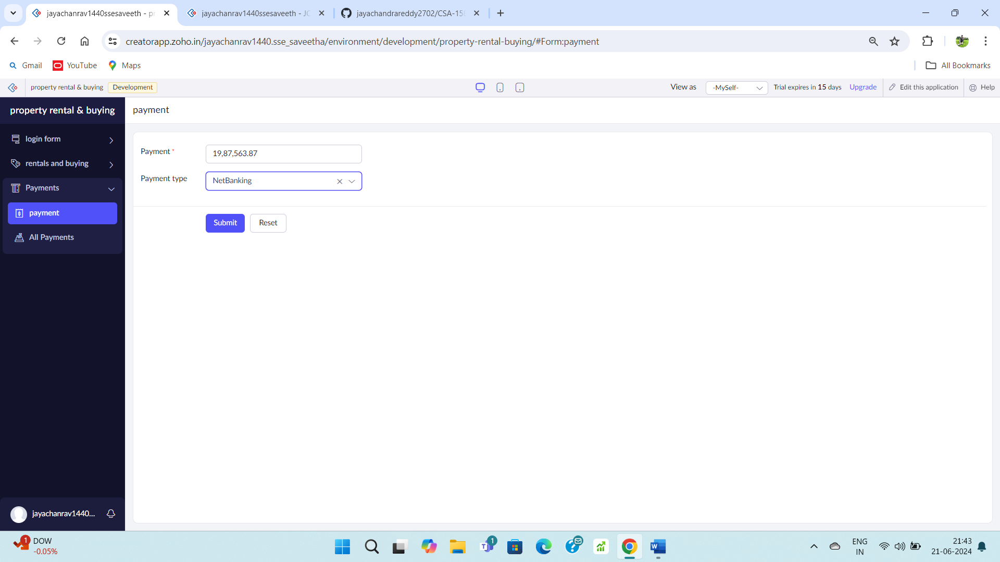 jayachanrav1440ssesaveeth - pr
jayachanrav1440ssesaveeth - JC
jayachandrareddy2702/CSA-158
creatorapp.zoho.in/jayachanrav1440.sse_saveetha/environment/development/property-rental-buying/#Form:payment
Gmail
YouTube
Maps
All Bookmarks
property rental & buying
Development
View as
-MySelf-
Trial expires in 15 days
Upgrade
Edit this application
Help
property rental & buying
payment
login form
rentals and buying
Payments
payment
All Payments
Payment *
19,87,563.87
Payment type
NetBanking
Submit
Reset
jayachanrav1440...
1
DOW
-0.05%
1
ENG
IN
21:43
21-06-2024